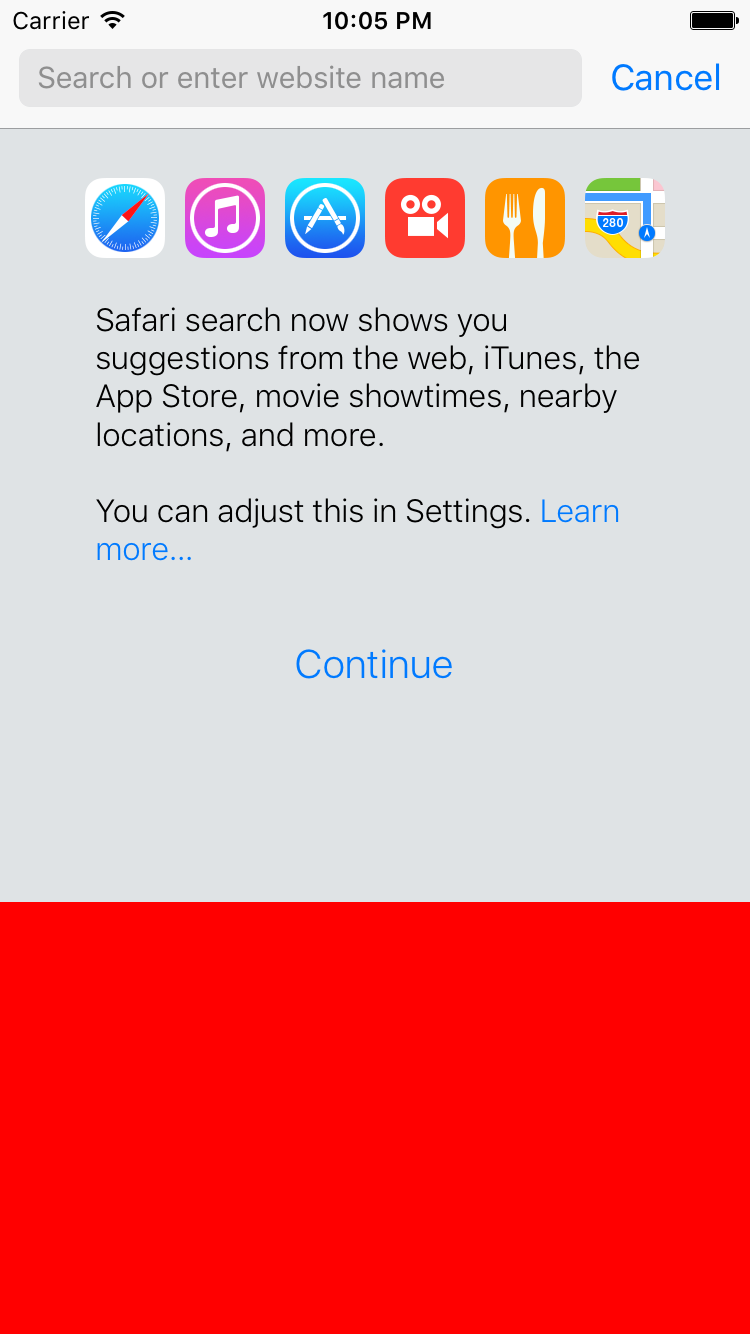 Carrier 10:05 PM
Search or enter website name Cancel
280
Safari search now shows you
suggestions from the web, iTunes, the
App Store, movie showtimes, nearby
locations, and more.
You can adjust this in Settings. Learn
more...
Continue